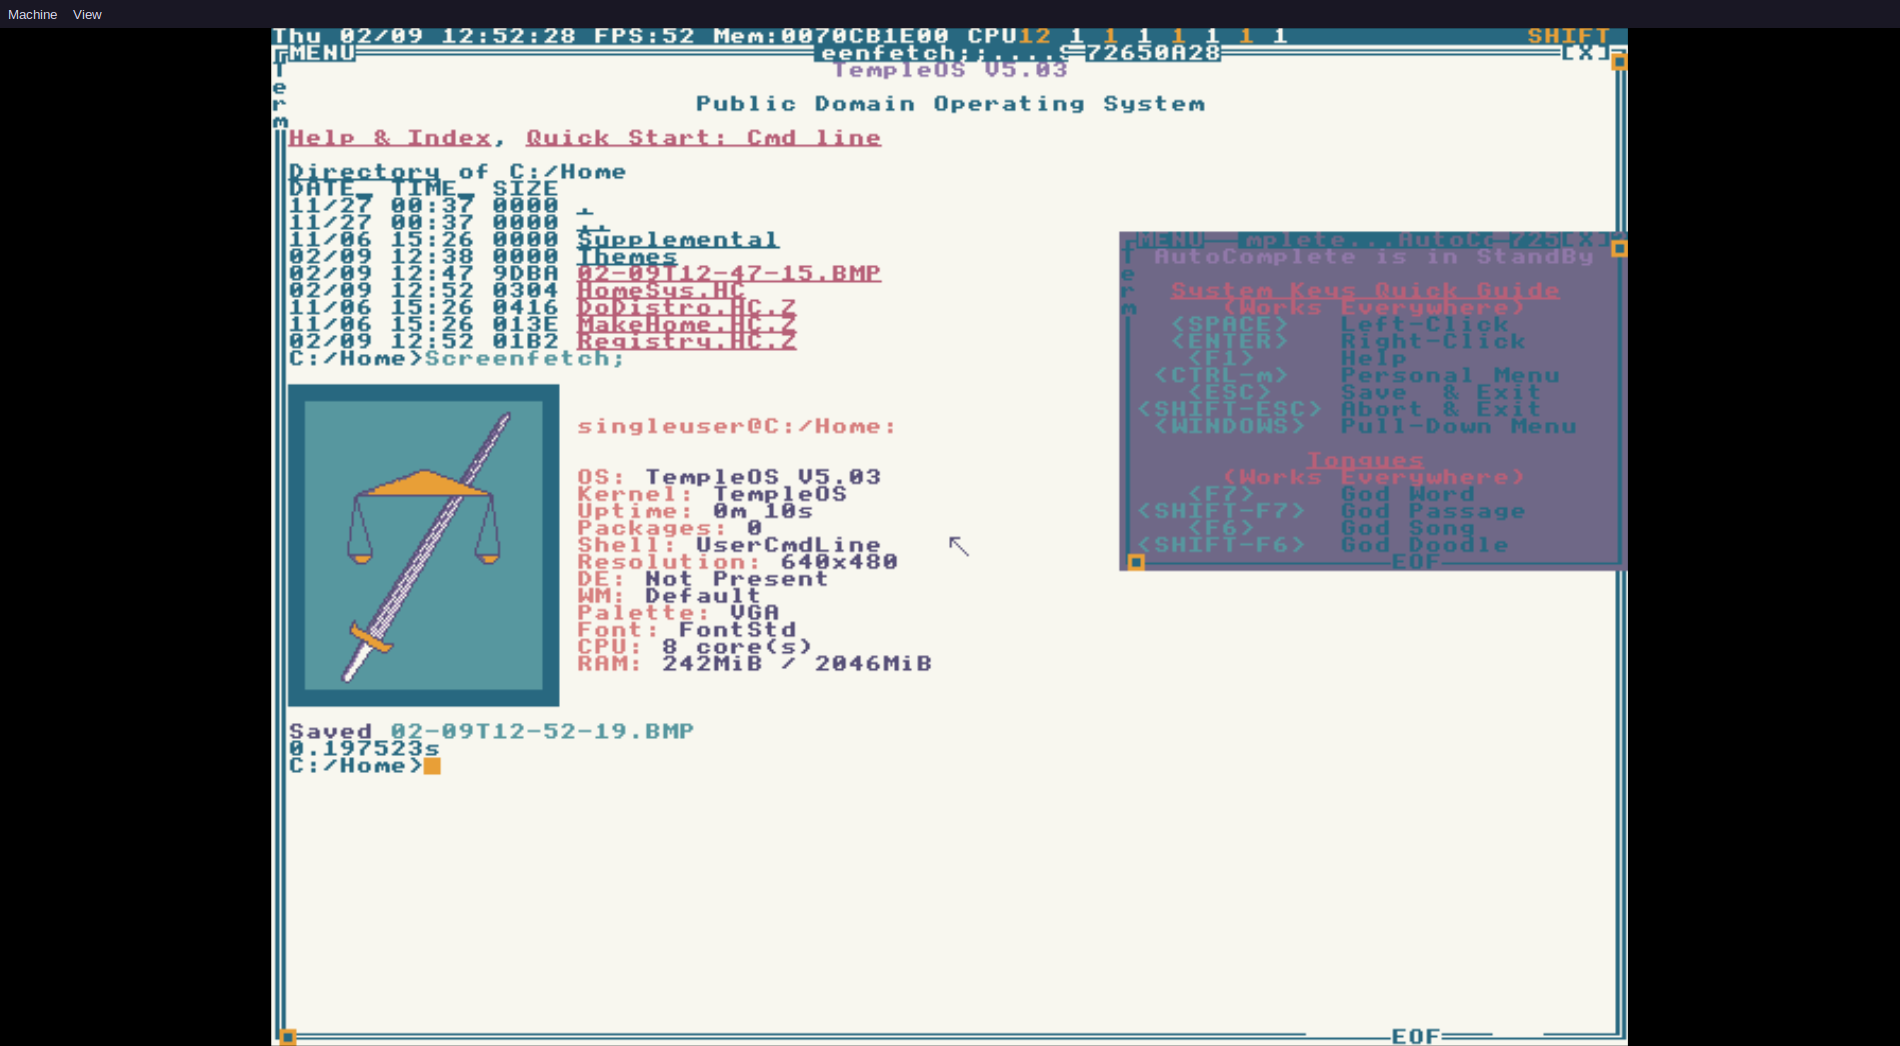 Machine View
Thu 02/09 12:52:28 FPS:52 Mem:0070CB1E00 CPU12 1 1 1 1 1 1 1 SHIFT
MENU eenfetch;;....S 72650A28 [X]
Term
TempleOS V5.03
Public Domain Operating System
Help & Index, Quick Start: Cmd line
Directory of C:/Home
DATE_ TIME_ SIZE
11/27 00:37 0000 .
11/27 00:37 0000 ..
11/06 15:26 0000 Supplemental
02/09 12:38 0000 Themes
02/09 12:47 9DBA 02-09T12-47-15.BMP
02/09 12:52 0304 HomeSys.HC
11/06 15:26 0416 DoDistro.HC.Z
11/06 15:26 013E MakeHome.HC.Z
02/09 12:52 01B2 Registry.HC.Z
C:/Home>Screenfetch;
singleuser@C:/Home:
OS: TempleOS V5.03
Kernel: TempleOS
Uptime: 0m 10s
Packages: 0
Shell: UserCmdLine
Resolution: 640x480
DE: Not Present
WM: Default
Palette: VGA
Font: FontStd
CPU: 8 core(s)
RAM: 242MiB / 2046MiB
Saved 02-09T12-52-19.BMP
0.197523s
C:/Home>
EOF
MENU mplete...AutoCo 725[X]
Term
AutoComplete is in StandBy
System Keys Quick Guide
(Works Everywhere)
<SPACE> Left-Click
<ENTER> Right-Click
<F1> Help
<CTRL-m> Personal Menu
<ESC> Save & Exit
<SHIFT-ESC> Abort & Exit
<WINDOWS> Pull-Down Menu
Tongues
(Works Everywhere)
<F7> God Word
<SHIFT-F7> God Passage
<F6> God Song
<SHIFT-F6> God Doodle
EOF